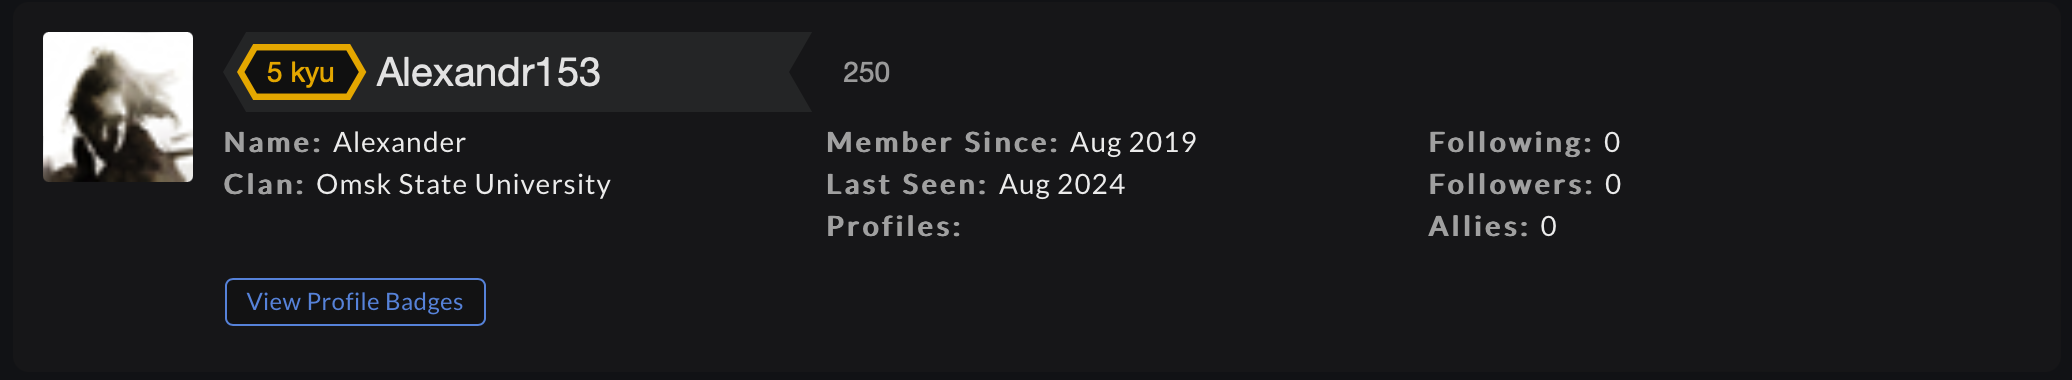 5 kyu Alexandr153 250
Name: Alexander
Clan: Omsk State University
Member Since: Aug 2019
Last Seen: Aug 2024
Profiles:
Following: 0
Followers: 0
Allies: 0
View Profile Badges